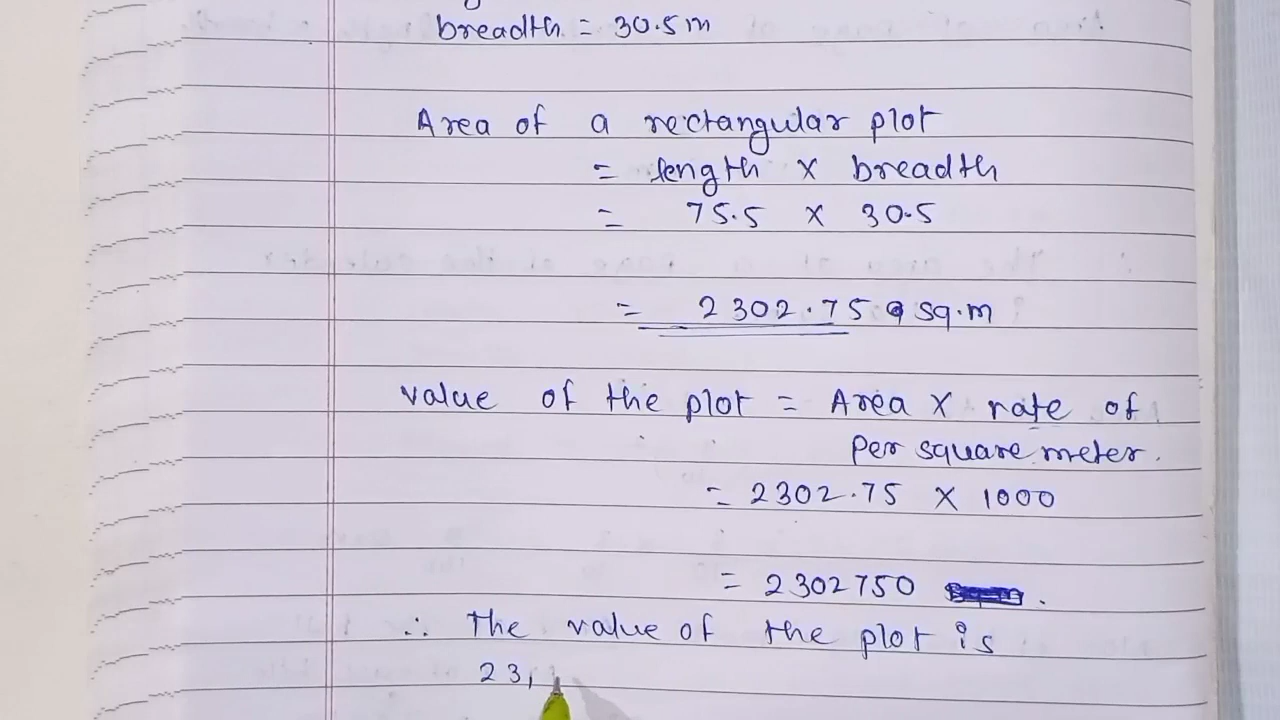 breadth = 30.5 m
Area of a rectangular plot
= length x breadth
= 75.5 x 30.5
= 2302.75 sq.m
value of the plot = Area x rate of
per square meter.
= 2302.75 x 1000
= 2302750 .
∴ The value of the plot is
23,